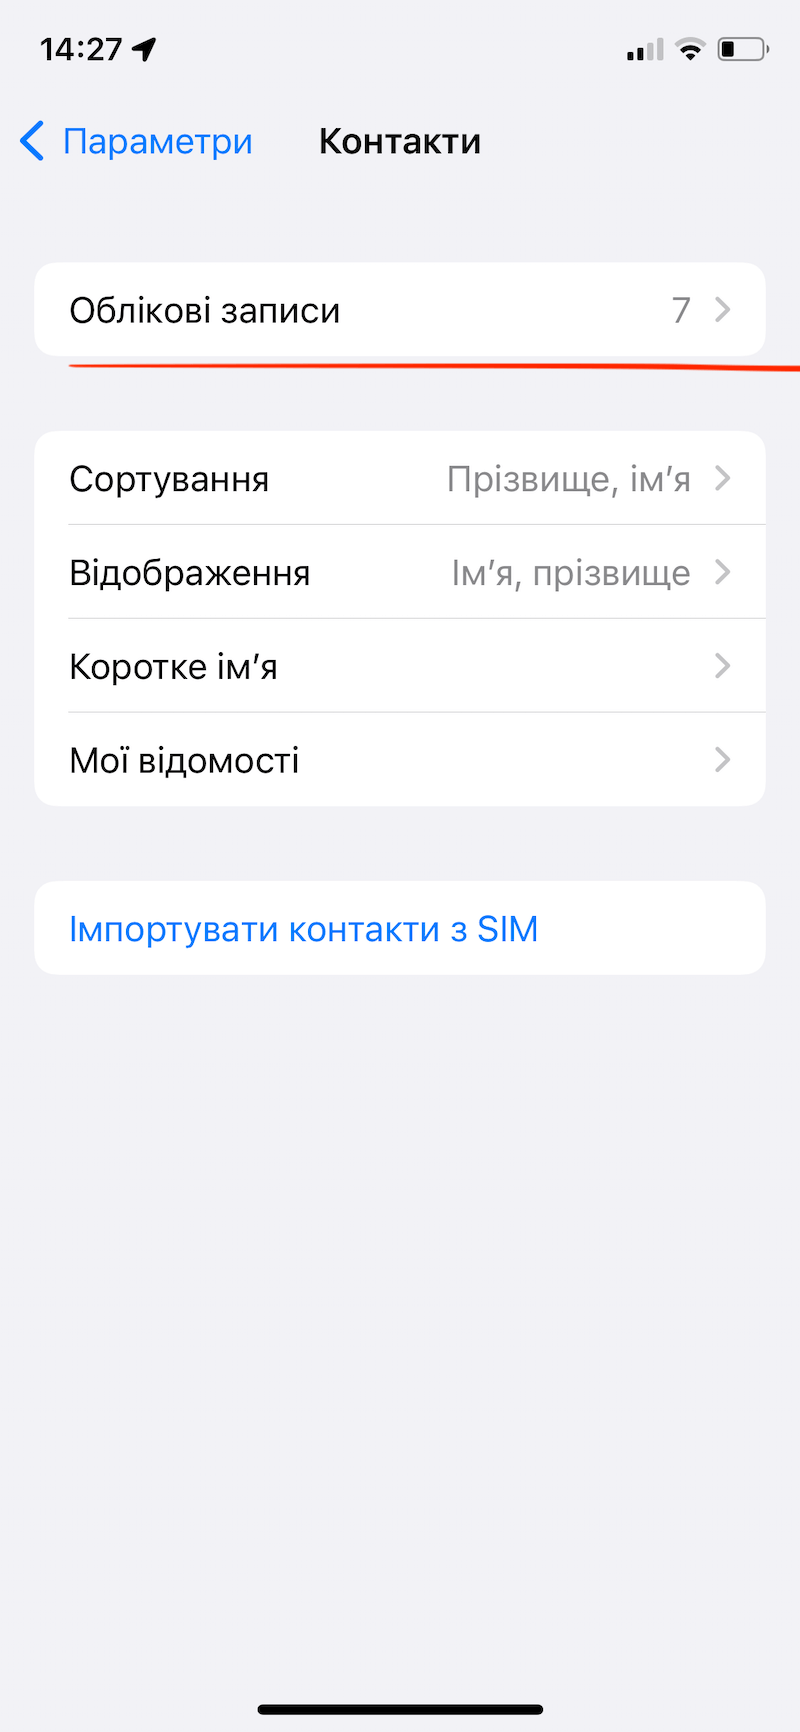 14:27
Параметри Контакти
Облікові записи 7
Сортування Прізвище, ім’я
Відображення Ім’я, прізвище
Коротке ім’я
Мої відомості
Імпортувати контакти з SIM